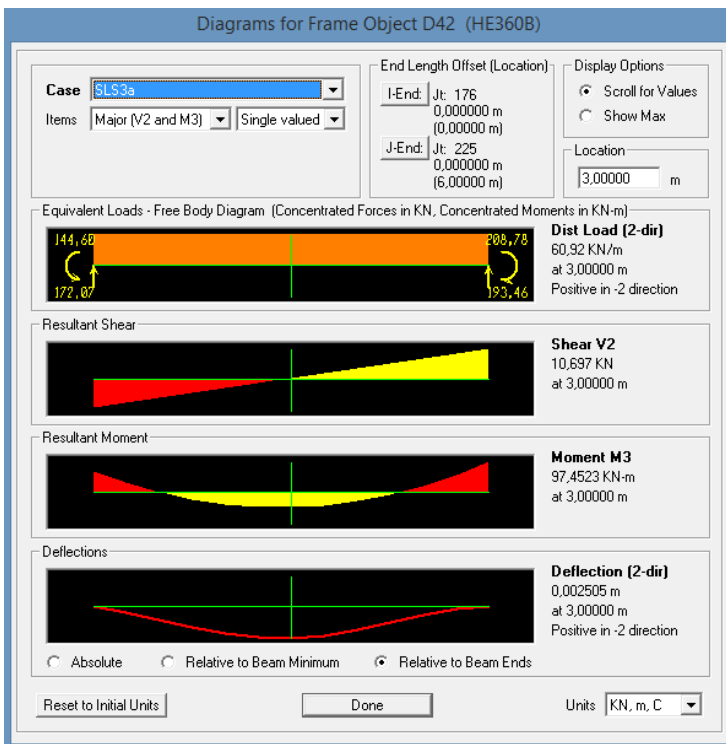 Diagrams for Frame Object D42 (HE360B)
Case SLS3a
Items Major (V2 and M3) Single valued
End Length Offset (Location)
I-End: Jt: 176
0,000000 m
(0,00000 m)
J-End: Jt: 225
0,000000 m
(6,00000 m)
Display Options
Scroll for Values
Show Max
Location
3,00000 m
Equivalent Loads - Free Body Diagram (Concentrated Forces in KN, Concentrated Moments in KN-m)
144,60 208,78
172,07 193,46
Dist Load (2-dir)
60,92 KN/m
at 3,00000 m
Positive in -2 direction
Resultant Shear
Shear V2
10,697 KN
at 3,00000 m
Resultant Moment
Moment M3
97,4523 KN-m
at 3,00000 m
Deflections
Deflection (2-dir)
0,002505 m
at 3,00000 m
Positive in -2 direction
Absolute Relative to Beam Minimum Relative to Beam Ends
Reset to Initial Units Done Units KN, m, C